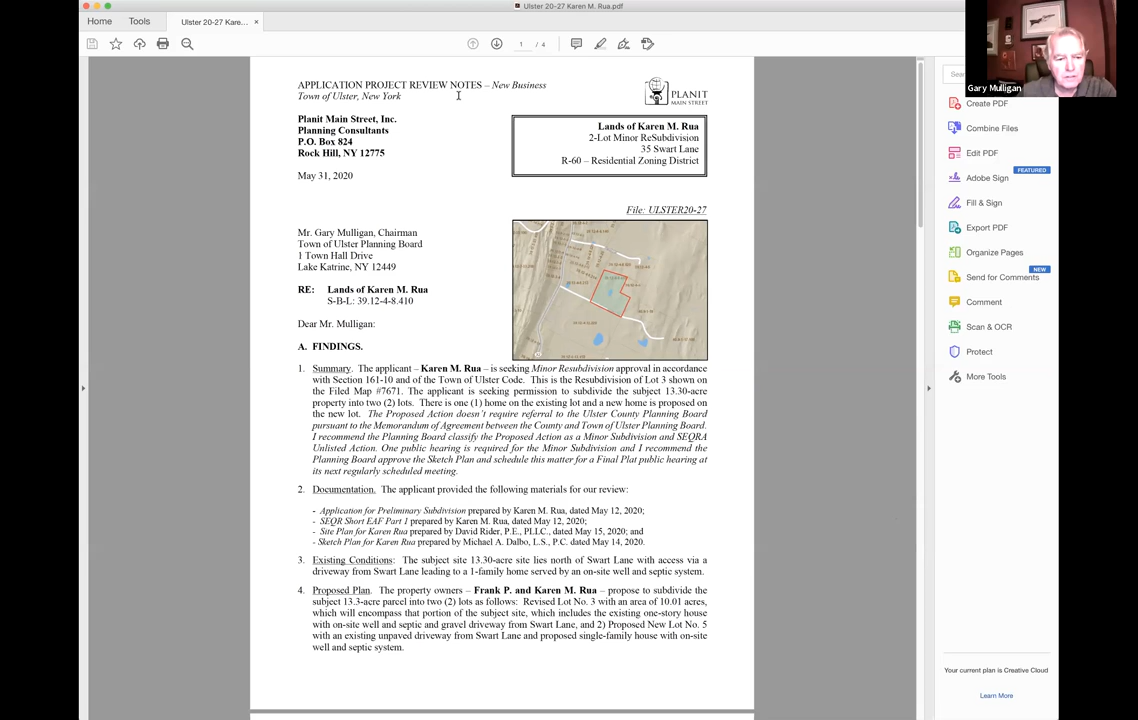 Ulster 20-27 Karen M. Rua.pdf
Home
Tools
Ulster 20-27 Kare...
×
1 / 4
Gary Mulligan
Sea
APPLICATION PROJECT REVIEW NOTES – New Business
Town of Ulster, New York
PLANIT
MAIN STREET
Planit Main Street, Inc.
Planning Consultants
P.O. Box 824
Rock Hill, NY 12775
Lands of Karen M. Rua
2-Lot Minor ReSubdivision
35 Swart Lane
R-60 – Residential Zoning District
May 31, 2020
File: ULSTER20-27
Mr. Gary Mulligan, Chairman
Town of Ulster Planning Board
1 Town Hall Drive
Lake Katrine, NY 12449
RE: Lands of Karen M. Rua
S-B-L: 39.12-4-8.410
Dear Mr. Mulligan:
A. FINDINGS.
1. Summary. The applicant – Karen M. Rua – is seeking Minor Resubdivision approval in accordance
with Section 161-10 and of the Town of Ulster Code. This is the Resubdivision of Lot 3 shown on
the Filed Map #7671. The applicant is seeking permission to subdivide the subject 13.30-acre
property into two (2) lots. There is one (1) home on the existing lot and a new home is proposed on
the new lot. The Proposed Action doesn't require referral to the Ulster County Planning Board
pursuant to the Memorandum of Agreement between the County and Town of Ulster Planning Board.
I recommend the Planning Board classify the Proposed Action as a Minor Subdivision and SEQRA
Unlisted Action. One public hearing is required for the Minor Subdivision and I recommend the
Planning Board approve the Sketch Plan and schedule this matter for a Final Plat public hearing at
its next regularly scheduled meeting.
2. Documentation. The applicant provided the following materials for our review:
- Application for Preliminary Subdivision prepared by Karen M. Rua, dated May 12, 2020;
- SEQR Short EAF Part 1 prepared by Karen M. Rua, dated May 12, 2020;
- Site Plan for Karen Rua prepared by David Rider, P.E., PLLC., dated May 15, 2020; and
- Sketch Plan for Karen Rua prepared by Michael A. Dalbo, L.S., P.C. dated May 14, 2020.
3. Existing Conditions: The subject site 13.30-acre site lies north of Swart Lane with access via a
driveway from Swart Lane leading to a 1-family home served by an on-site well and septic system.
4. Proposed Plan. The property owners – Frank P. and Karen M. Rua – propose to subdivide the
subject 13.3-acre parcel into two (2) lots as follows: Revised Lot No. 3 with an area of 10.01 acres,
which will encompass that portion of the subject site, which includes the existing one-story house
with on-site well and septic and gravel driveway from Swart Lane, and 2) Proposed New Lot No. 5
with an existing unpaved driveway from Swart Lane and proposed single-family house with on-site
well and septic system.
Create PDF
Combine Files
Edit PDF
FEATURED
Adobe Sign
Fill & Sign
Export PDF
Organize Pages
NEW
Send for Comments
Comment
Scan & OCR
Protect
More Tools
Your current plan is Creative Cloud
Learn More